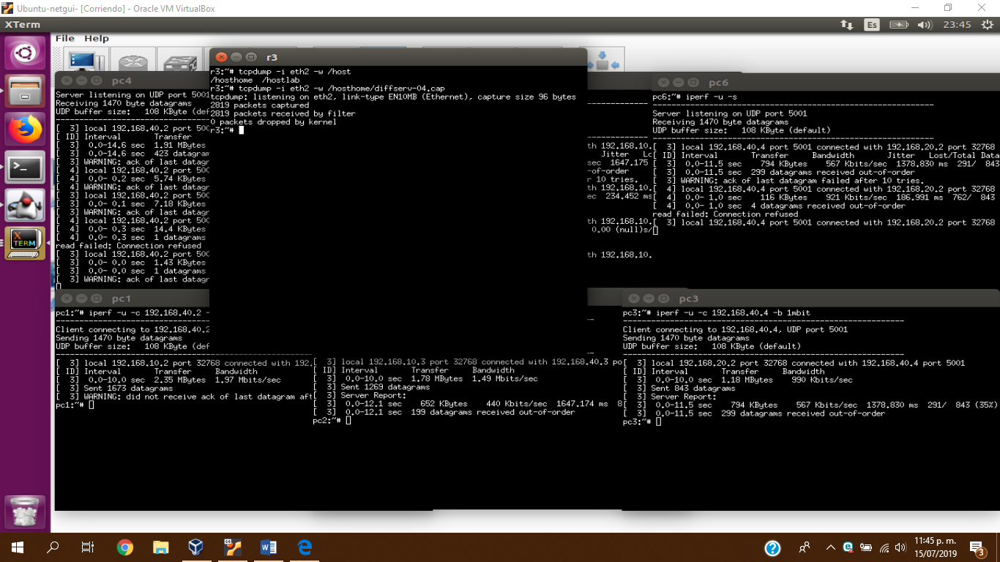 Ubuntu-netgui- [Corriendo] - Oracle VM VirtualBox
XTerm
Es
23:45
File Help
r3
r3:~# tcpdump -i eth2 -w /host
/hosthome /hostlab
r3:~# tcpdump -i eth2 -w /hosthome/diffserv-04.cap
tcpdump: listening on eth2, link-type EN10MB (Ethernet), capture size 96 bytes
2819 packets captured
2819 packets received by filter
0 packets dropped by kernel
r3:~#
pc4
Server listening on UDP port 5001
Receiving 1470 byte datagrams
UDP buffer size: 108 KByte (def
[ 3] local 192.168.40.2 port 500
[ ID] Interval Transfer
[ 3] 0.0-14.6 sec 1.91 MBytes
[ 3] 0.0-14.6 sec 423 datagram
[ 3] WARNING: ack of last datagr
[ 4] local 192.168.40.2 port 500
[ 4] 0.0- 0.2 sec 5.74 KBytes
[ 4] WARNING: ack of last datagr
[ 3] local 192.168.40.2 port 500
[ 3] 0.0- 0.1 sec 7.18 KBytes
[ 3] WARNING: ack of last datagr
[ 4] local 192.168.40.2 port 500
[ 4] 0.0- 0.3 sec 14.4 KBytes
[ 4] 0.0- 0.3 sec 1 datagrams
read failed: Connection refused
[ 3] local 192.168.40.2 port 500
[ 3] 0.0- 0.0 sec 1.43 KBytes
[ 3] 0.0- 0.0 sec 1 datagrams
[ 3] WARNING: ack of last datagr
th 192.168.10.
Jitter Lo
sec 1647.175
-of-order
r 10 tries.
th 192.168.10.
ec 234.452 ms
th 192.168.10.
0.00 (null)s/
th 192.168.10.
pc6
pc6:~# iperf -u -s
Server listening on UDP port 5001
Receiving 1470 byte datagrams
UDP buffer size: 108 KByte (default)
[ 3] local 192.168.40.4 port 5001 connected with 192.168.20.2 port 32768
[ ID] Interval Transfer Bandwidth Jitter Lost/Total Data
[ 3] 0.0-11.5 sec 794 KBytes 567 Kbits/sec 1378.830 ms 291/ 843
[ 3] 0.0-11.5 sec 299 datagrams received out-of-order
[ 3] WARNING: ack of last datagram failed after 10 tries.
[ 4] local 192.168.40.4 port 5001 connected with 192.168.20.2 port 32768
[ 4] 0.0- 1.0 sec 116 KBytes 921 Kbits/sec 186.991 ms 762/ 843
[ 4] 0.0- 1.0 sec 4 datagrams received out-of-order
read failed: Connection refused
[ 3] local 192.168.40.4 port 5001 connected with 192.168.20.2 port 32768
pc1
pc1:~# iperf -u -c 192.168.40.2 -
Client connecting to 192.168.40.2
Sending 1470 byte datagrams
UDP buffer size: 108 KByte (def
[ 3] local 192.168.10.2 port 32768 connected with 192.
[ ID] Interval Transfer Bandwidth
[ 3] 0.0-10.0 sec 2.35 MBytes 1.97 Mbits/sec
[ 3] Sent 1673 datagrams
[ 3] WARNING: did not receive ack of last datagram aft
pc1:~#
[ 3] local 192.168.10.3 port 32768 connected with 192.168.40.3 po
[ ID] Interval Transfer Bandwidth
[ 3] 0.0-10.0 sec 1.78 MBytes 1.49 Mbits/sec
[ 3] Sent 1269 datagrams
[ 3] Server Report:
[ 3] 0.0-12.1 sec 652 KBytes 440 Kbits/sec 1647.174 ms 8
[ 3] 0.0-12.1 sec 199 datagrams received out-of-order
pc2:~#
pc3
pc3:~# iperf -u -c 192.168.40.4 -b 1mbit
Client connecting to 192.168.40.4, UDP port 5001
Sending 1470 byte datagrams
UDP buffer size: 108 KByte (default)
[ 3] local 192.168.20.2 port 32768 connected with 192.168.40.4 port 5001
[ ID] Interval Transfer Bandwidth
[ 3] 0.0-10.0 sec 1.18 MBytes 990 Kbits/sec
[ 3] Sent 843 datagrams
[ 3] Server Report:
[ 3] 0.0-11.5 sec 794 KBytes 567 Kbits/sec 1378.830 ms 291/ 843 (35%)
[ 3] 0.0-11.5 sec 299 datagrams received out-of-order
pc3:~#
11:45 p. m.
15/07/2019
3